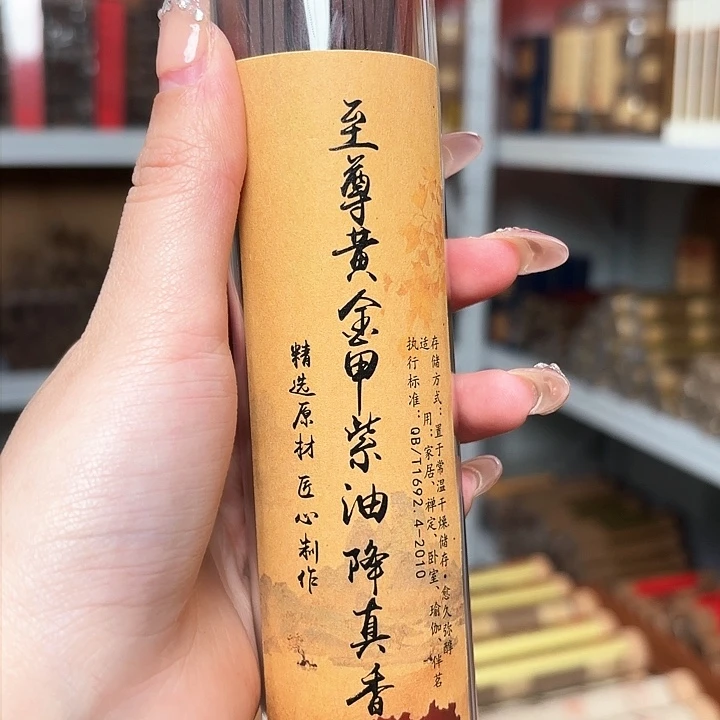 存储方式：置于常温干燥储存·愈久弥醇
适用：家居、禅定、卧室、瑜伽、伴茗
执行标准：QB/T1692.4-2010
至尊黄金甲紫油降真香
精选原材 匠心制作